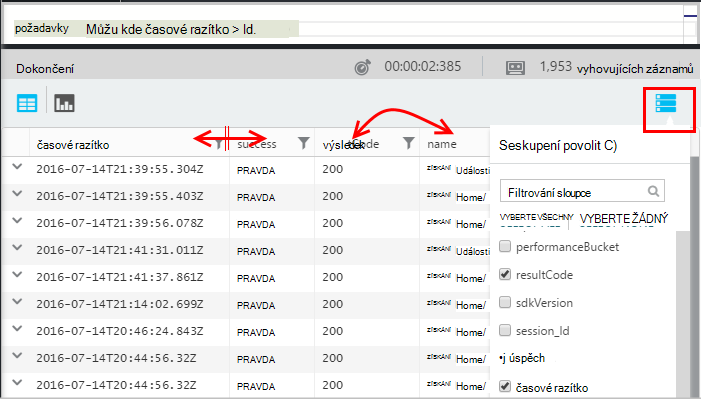 požadavky Můžu kde časové razítko > Id.
Dokončení 00:00:02:385 1,953 vyhovujících záznamů
časové razítko success výsledek Code name
2016-07-14T21:39:55.304Z PRAVDA 200 ZÍSKÁNÍ Události
2016-07-14T21:39:55.403Z PRAVDA 200 ZÍSKÁNÍ Home/
2016-07-14T21:39:56.078Z PRAVDA 200 ZÍSKÁNÍ Home/
2016-07-14T21:41:31.011Z PRAVDA 200 ZÍSKÁNÍ Události
2016-07-14T21:41:37.861Z PRAVDA 200 ZÍSKÁNÍ Home/
2016-07-14T21:14:02.699Z PRAVDA 200 ZÍSKÁNÍ Home/
2016-07-14T20:46:24.843Z PRAVDA 200 ZÍSKÁNÍ Home/
2016-07-14T20:44:56.32Z PRAVDA 200 ZÍSKÁNÍ Home/
2016-07-14T20:44:56.32Z PRAVDA 200 ZÍSKÁNÍ Home/
Seskupení povolit C)
Filtrování sloupce
VYBERTE VŠECHNY VYBERTE ŽÁDNÝ
performanceBucket
resultCode
sdkVersion
session_Id
•j úspěch
časové razítko